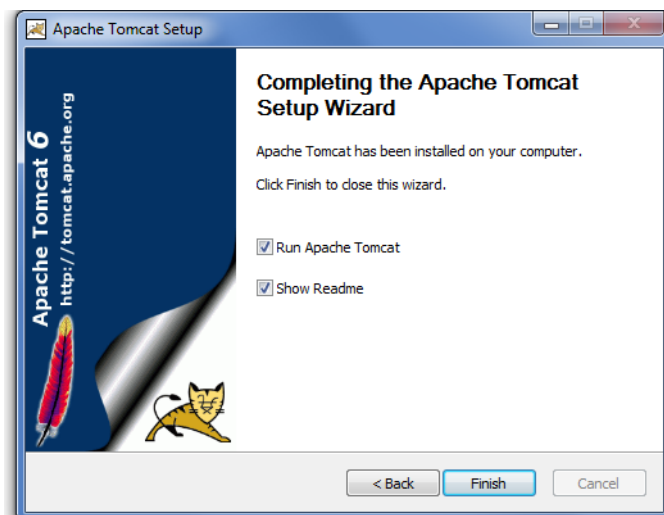 Apache Tomcat Setup
Apache Tomcat 6
http://tomcat.apache.org
Completing the Apache Tomcat
Setup Wizard
Apache Tomcat has been installed on your computer.
Click Finish to close this wizard.
Run Apache Tomcat
Show Readme
< Back
Finish
Cancel